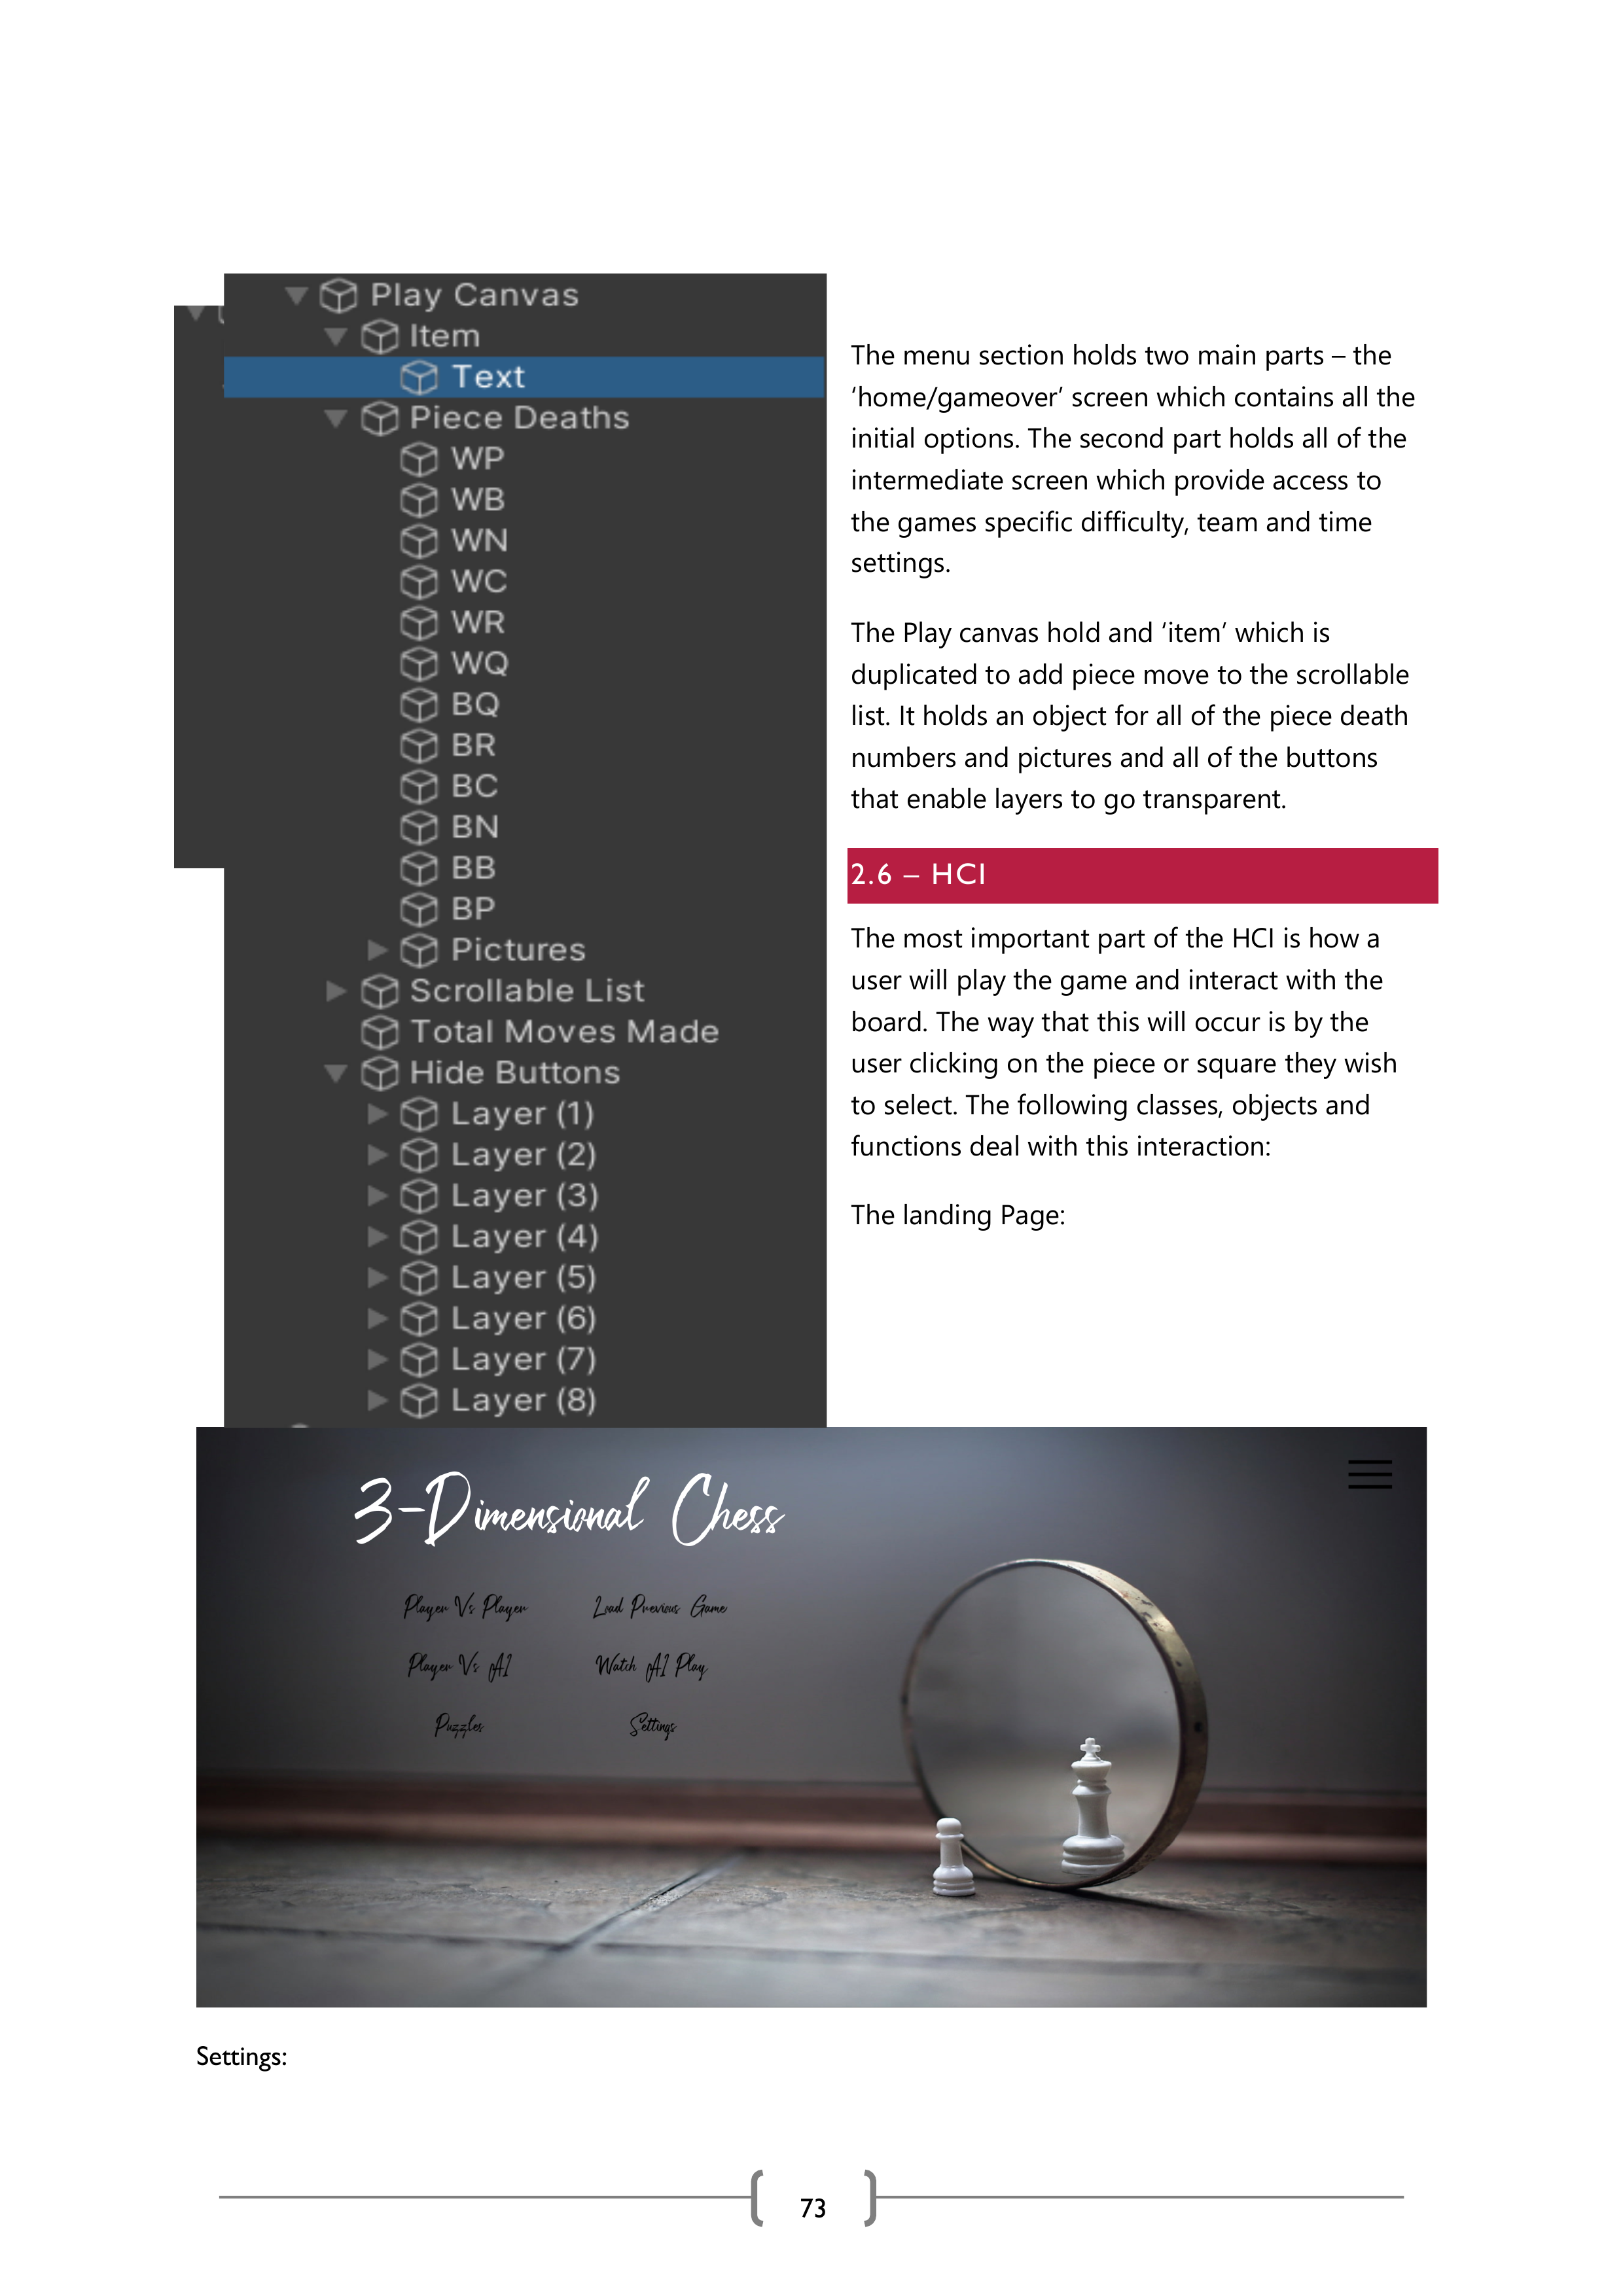 Play Canvas
Item
Text
Piece Deaths
WP
WB
WN
WC
WR
WQ
BQ
BR
BC
BN
BB
BP
Pictures
Scrollable List
Total Moves Made
Hide Buttons
Layer (1)
Layer (2)
Layer (3)
Layer (4)
Layer (5)
Layer (6)
Layer (7)
Layer (8)
The menu section holds two main parts – the
‘home/gameover’ screen which contains all the
initial options. The second part holds all of the
intermediate screen which provide access to
the games specific difficulty, team and time
settings.
The Play canvas hold and ‘item’ which is
duplicated to add piece move to the scrollable
list. It holds an object for all of the piece death
numbers and pictures and all of the buttons
that enable layers to go transparent.
2.6 – HCI
The most important part of the HCI is how a
user will play the game and interact with the
board. The way that this will occur is by the
user clicking on the piece or square they wish
to select. The following classes, objects and
functions deal with this interaction:
The landing Page:
3-Dimensional Chess
Player Vs Player
Load Previous Game
Player Vs AI
Watch AI Play
Puzzles
Settings
Settings:
73